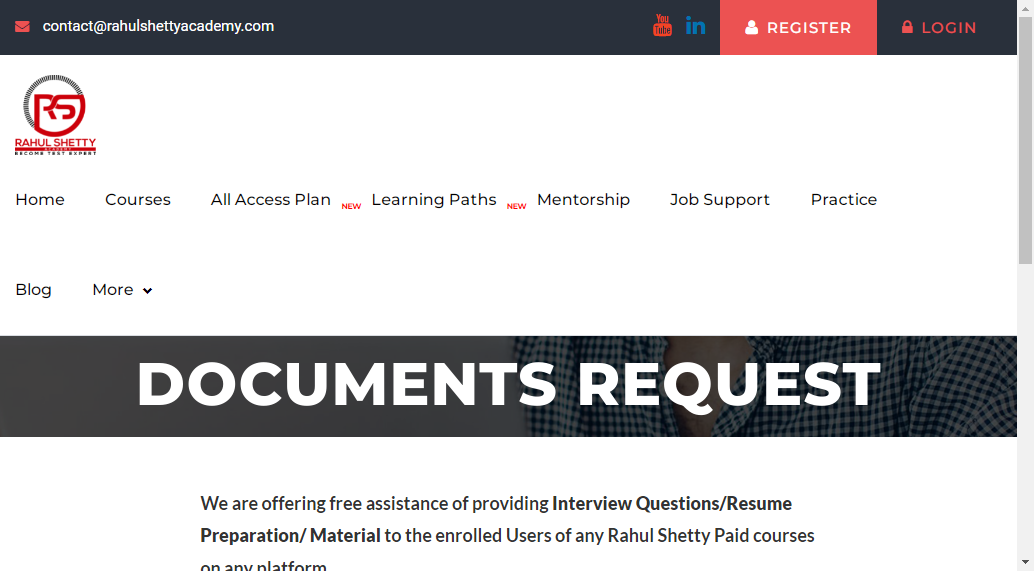 contact@rahulshettyacademy.com
You
Tube
in
REGISTER
LOGIN
RS
RAHUL SHETTY
ACADEMY
BECOME TEST EXPERT
Home
Courses
All Access Plan
NEW
Learning Paths
NEW
Mentorship
Job Support
Practice
Blog
More
DOCUMENTS REQUEST
We are offering free assistance of providing Interview Questions/Resume
Preparation/ Material to the enrolled Users of any Rahul Shetty Paid courses
on any platform